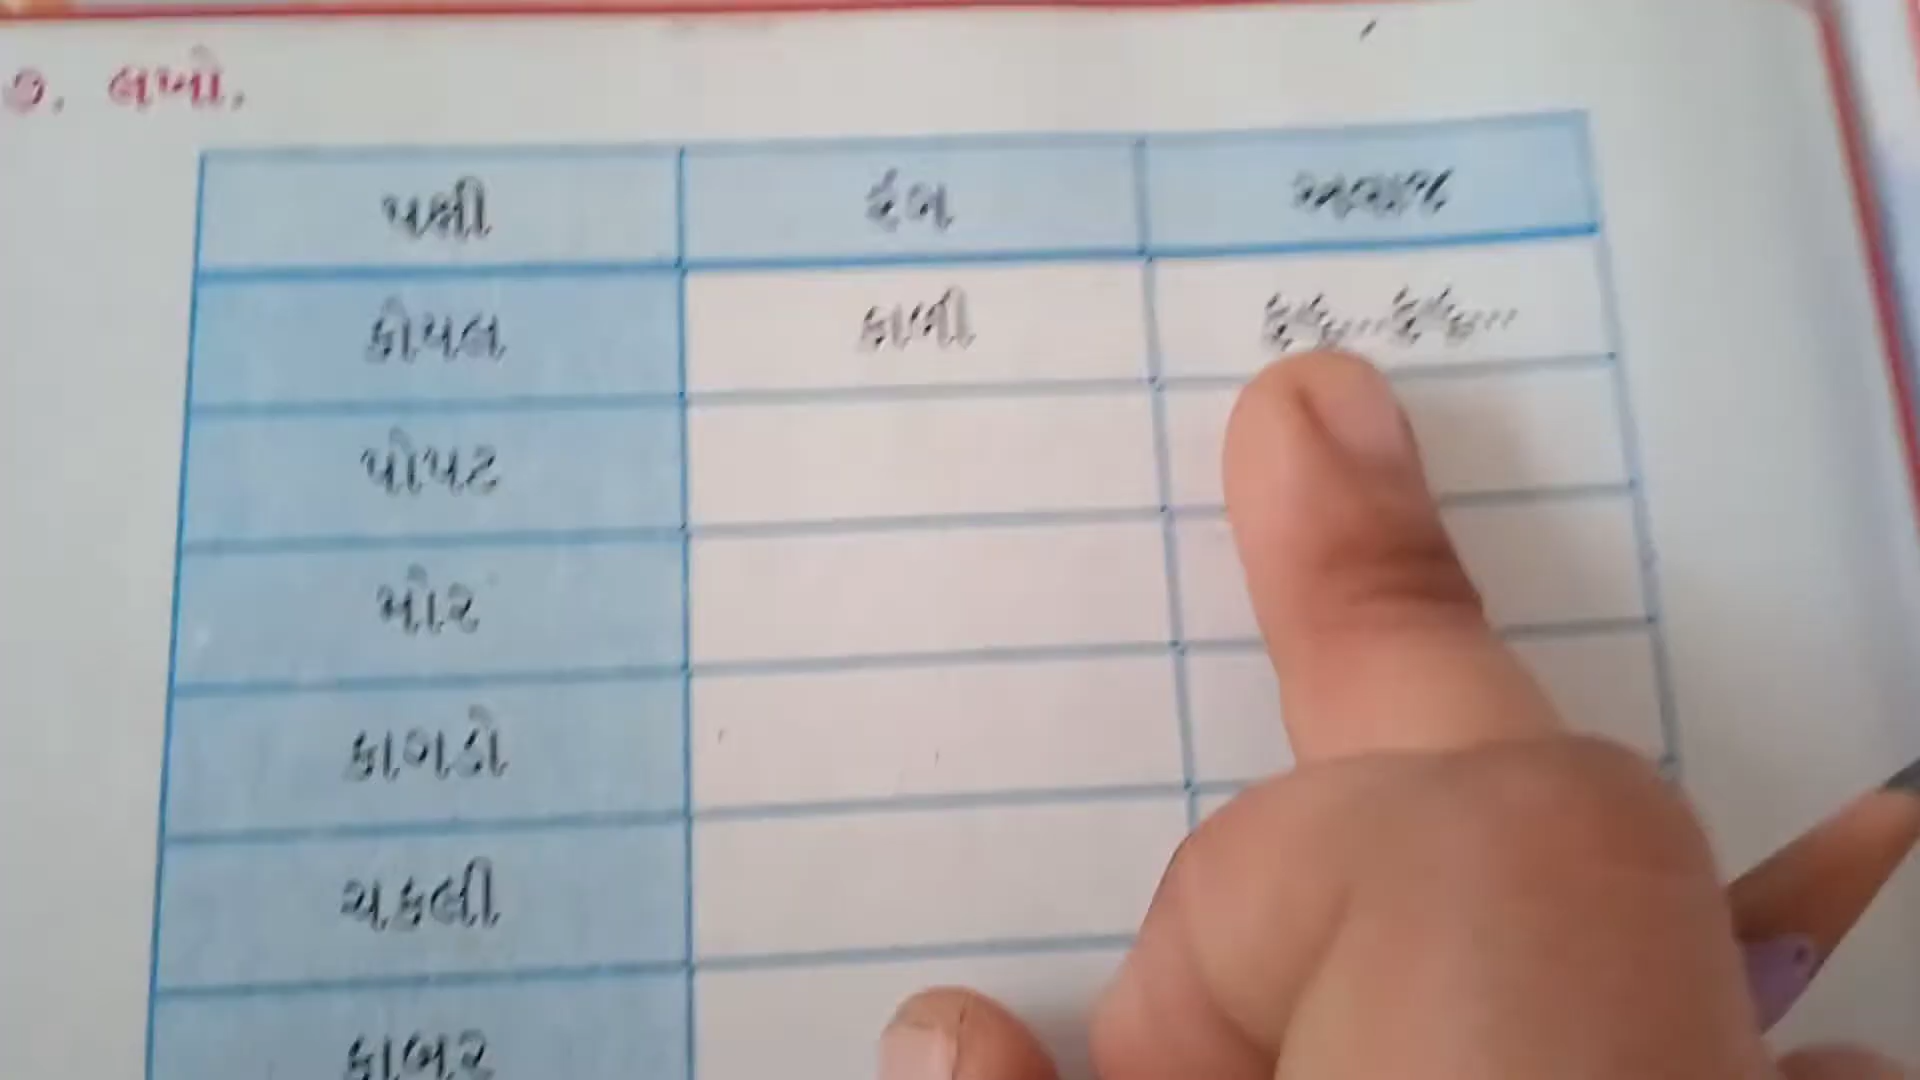 ૭. લખો.
પક્ષી રંગ અવાજ
કોયલ કાળી કૂહુ...કૂહુ...
પોપટ
મોર
કાગડો
ચકલી
કાબર